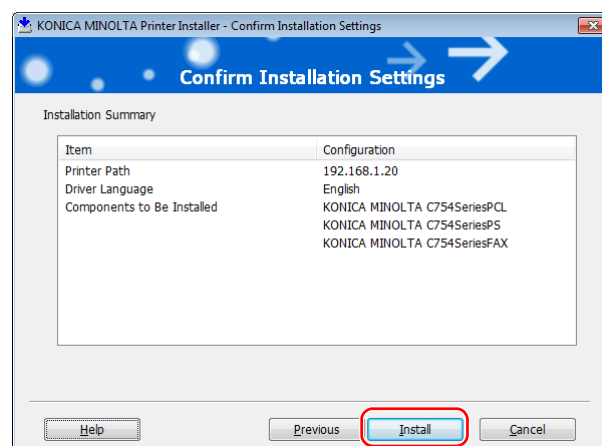 KONICA MINOLTA Printer Installer - Confirm Installation Settings
Confirm Installation Settings
Installation Summary
Item Configuration
Printer Path 192.168.1.20
Driver Language English
Components to Be Installed KONICA MINOLTA C754SeriesPCL
KONICA MINOLTA C754SeriesPS
KONICA MINOLTA C754SeriesFAX
Help Previous Install Cancel